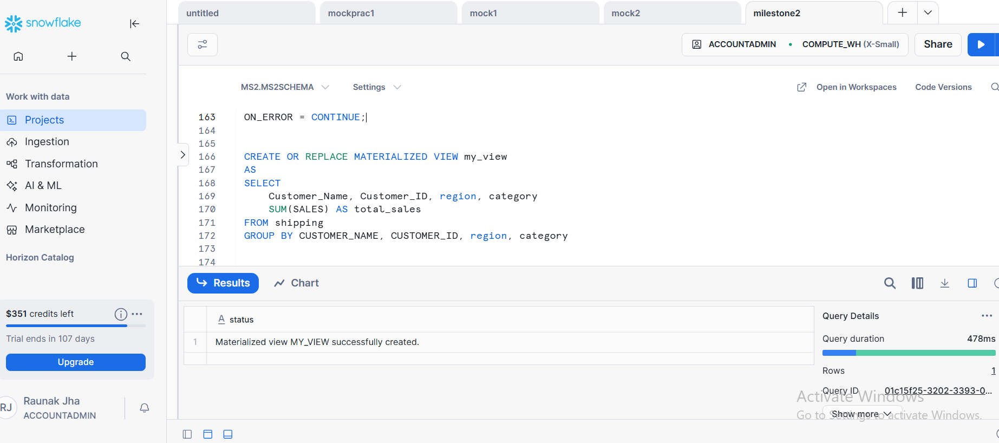 snowflake
Work with data
Projects
Ingestion
Transformation
AI & ML
Monitoring
Marketplace
Horizon Catalog
$351 credits left
Trial ends in 107 days
Upgrade
RJ
Raunak Jha
ACCOUNTADMIN
untitled
mockprac1
mock1
mock2
milestone2
ACCOUNTADMIN
COMPUTE_WH (X-Small)
Share
MS2.MS2SCHEMA
Settings
Open in Workspaces
Code Versions
163 ON_ERROR = CONTINUE;
164
165
166 CREATE OR REPLACE MATERIALIZED VIEW my_view
167 AS
168 SELECT
169 Customer_Name, Customer_ID, region, category
170 SUM(SALES) AS total_sales
171 FROM shipping
172 GROUP BY CUSTOMER_NAME, CUSTOMER_ID, region, category
173
174
Results
Chart
A status
1 Materialized view MY_VIEW successfully created.
Query Details
Query duration 478ms
Rows 1
Query ID 01c15f25-3202-3393-0...
Show more
Activate Windows
Go to Settings to activate Windows.